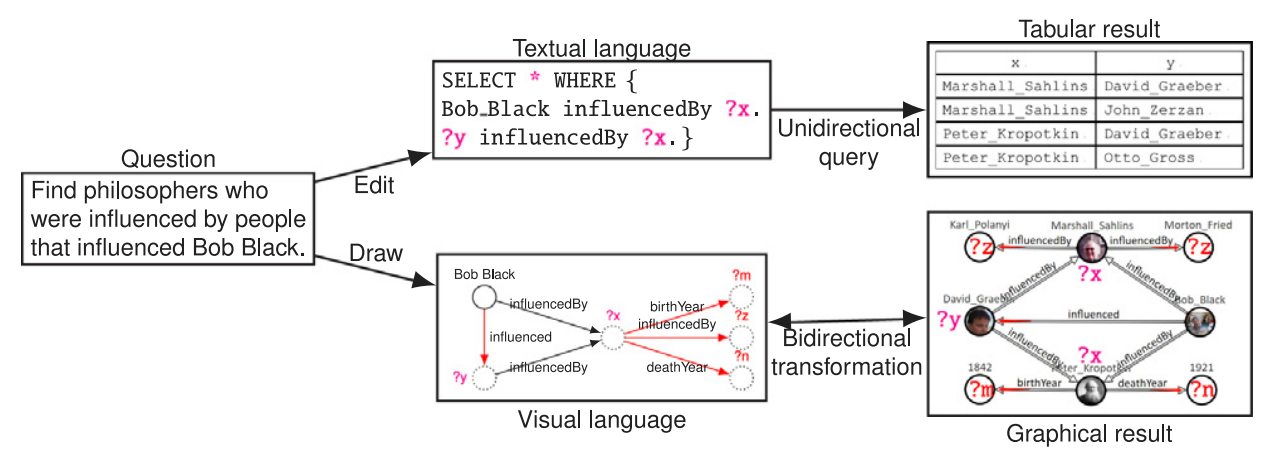 Question
Find philosophers who
were influenced by people
that influenced Bob Black.
Edit
Draw
Textual language
SELECT * WHERE {
Bob_Black influencedBy ?x.
?y influencedBy ?x.}
Unidirectional
query
Tabular result
x y
Marshall_Sahlins David_Graeber
Marshall_Sahlins John_Zerzan
Peter_Kropotkin David_Graeber
Peter_Kropotkin Otto_Gross
Bob Black
influencedBy
influenced
?y
influencedBy
?x
birthYear
?m
influencedBy
?z
deathYear
?n
Visual language
Bidirectional
transformation
Karl_Polanyi Marshall_Sahlins Morton_Fried
?z influencedBy influencedBy ?z
?x
influencedBy influencedBy
Bob_Black
?y influenced
influencedBy influencedBy
?x
1842 1921
?m birthYear deathYear ?n
Graphical result